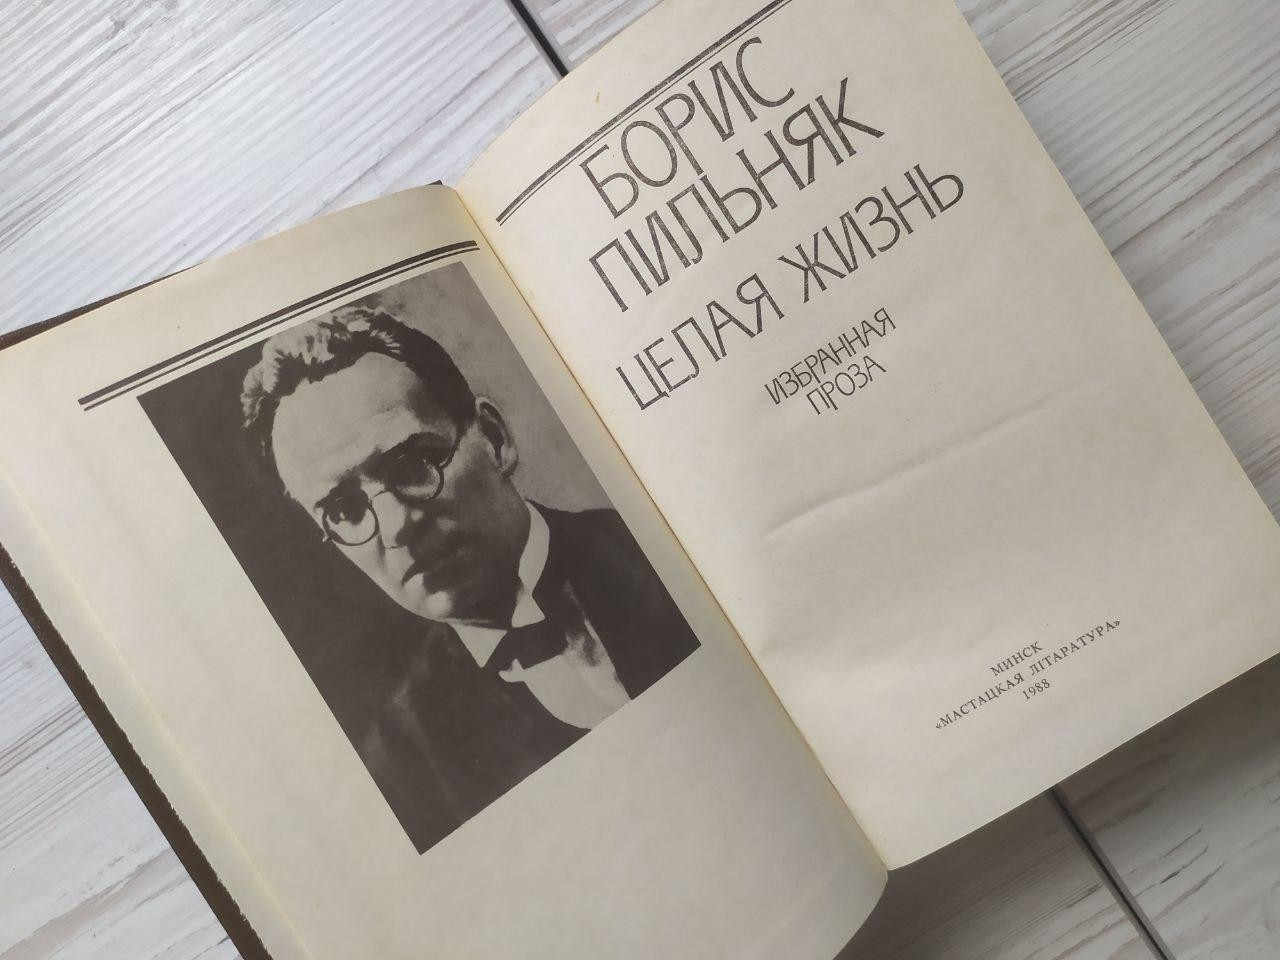 БОРИС
ПИЛЬНЯК
ЦЕЛАЯ ЖИЗНЬ
ИЗБРАННАЯ
ПРОЗА
МИНСК
«МАСТАЦКАЯ ЛІТАРАТУРА»
1988